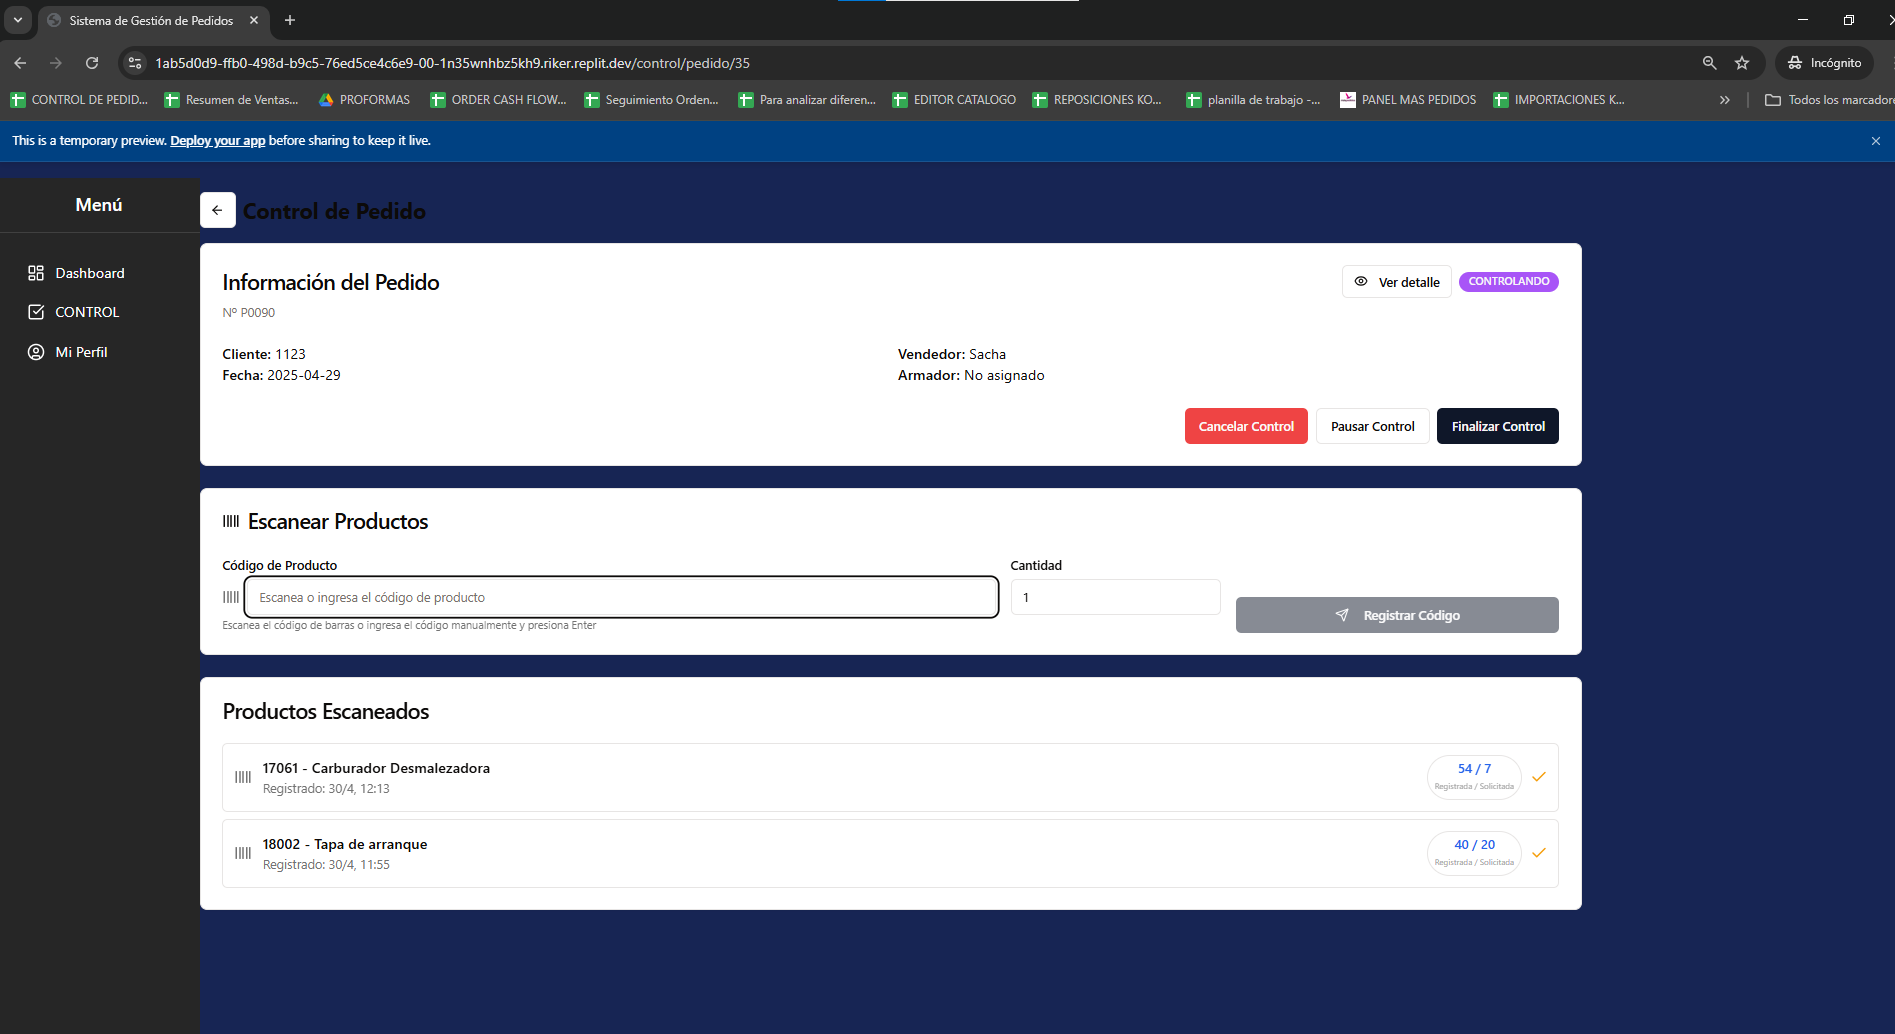 Sistema de Gestión de Pedidos
1ab5d0d9-ffb0-498d-b9c5-76ed5ce4c6e9-00-1n35wnhbz5kh9.riker.replit.dev/control/pedido/35
Incógnito
CONTROL DE PEDID...
Resumen de Ventas...
PROFORMAS
ORDER CASH FLOW...
Seguimiento Orden...
Para analizar diferen...
EDITOR CATALOGO
REPOSICIONES KO...
planilla de trabajo -...
PANEL MAS PEDIDOS
IMPORTACIONES K...
Todos los marcadore
This is a temporary preview. Deploy your app before sharing to keep it live.
Menú
Dashboard
CONTROL
Mi Perfil
Control de Pedido
Información del Pedido
Ver detalle
CONTROLANDO
Nº P0090
Cliente: 1123
Vendedor: Sacha
Fecha: 2025-04-29
Armador: No asignado
Cancelar Control
Pausar Control
Finalizar Control
Escanear Productos
Código de Producto
Cantidad
Escanea o ingresa el código de producto
1
Registrar Código
Escanea el código de barras o ingresa el código manualmente y presiona Enter
Productos Escaneados
17061 - Carburador Desmalezadora
Registrado: 30/4, 12:13
54 / 7
Registrada / Solicitada
18002 - Tapa de arranque
Registrado: 30/4, 11:55
40 / 20
Registrada / Solicitada